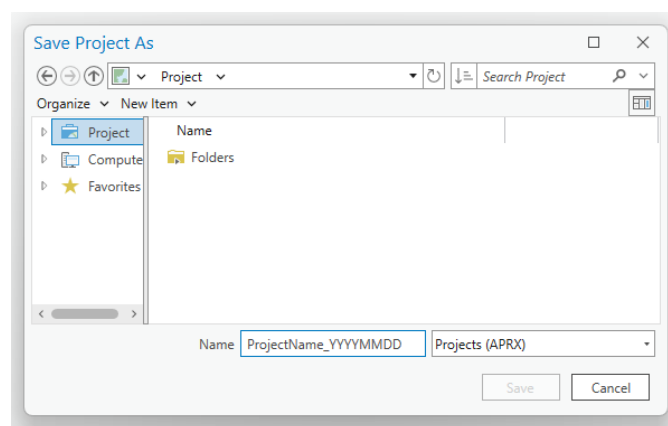 Save Project As
Project
Search Project
Organize New Item
Project
Name
Compute
Folders
Favorites
Name ProjectName_YYYYMMDD Projects (APRX)
Save Cancel